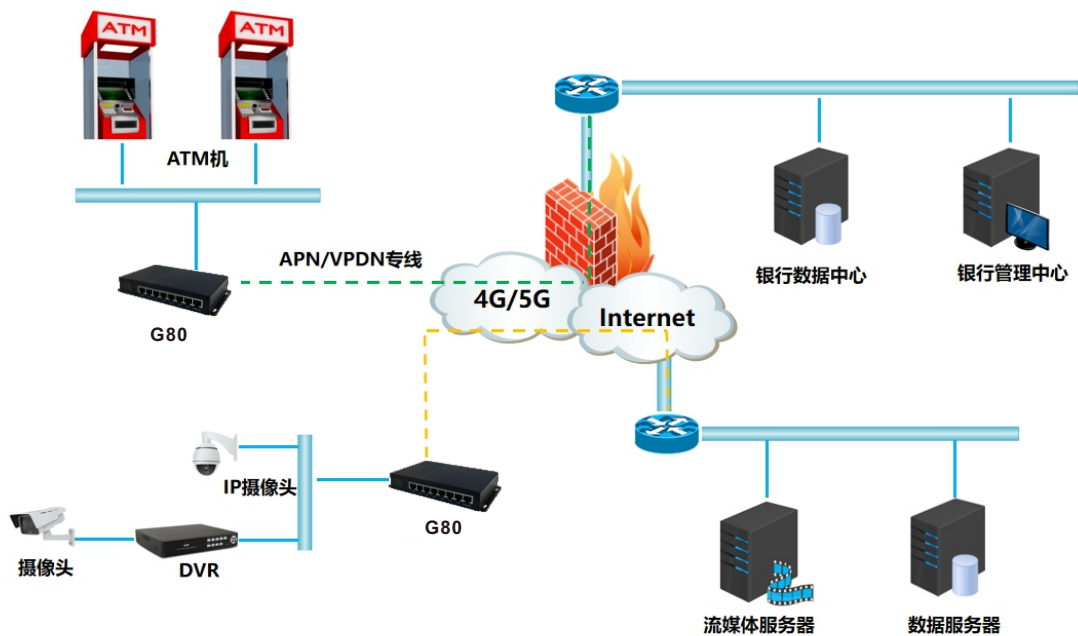 ATM
ATM
ATM机
APN/VPDN专线
G80
4G/5G
Internet
银行数据中心
银行管理中心
IP摄像头
G80
摄像头
DVR
流媒体服务器
数据服务器